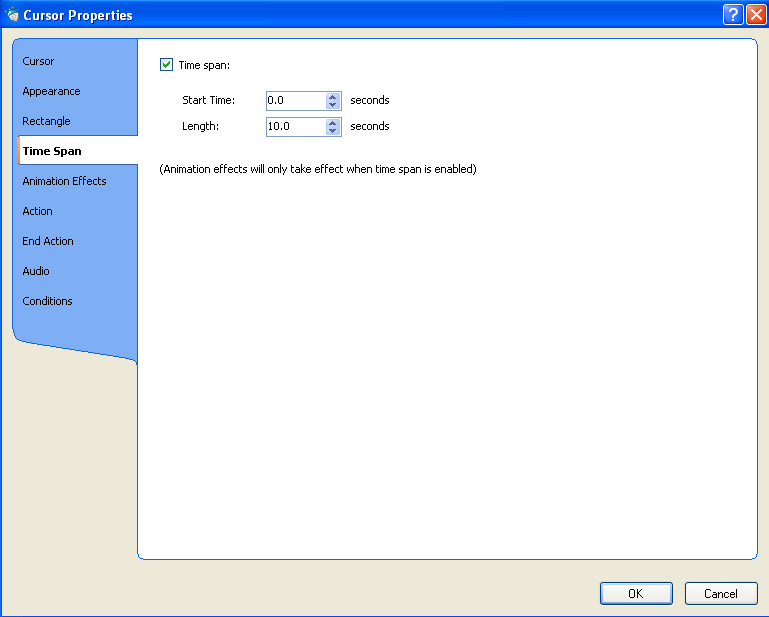 Cursor Properties
?
Cursor
Appearance
Rectangle
Time Span
Animation Effects
Action
End Action
Audio
Conditions
Time span:
Start Time: 0.0 seconds
Length: 10.0 seconds
(Animation effects will only take effect when time span is enabled)
OK Cancel